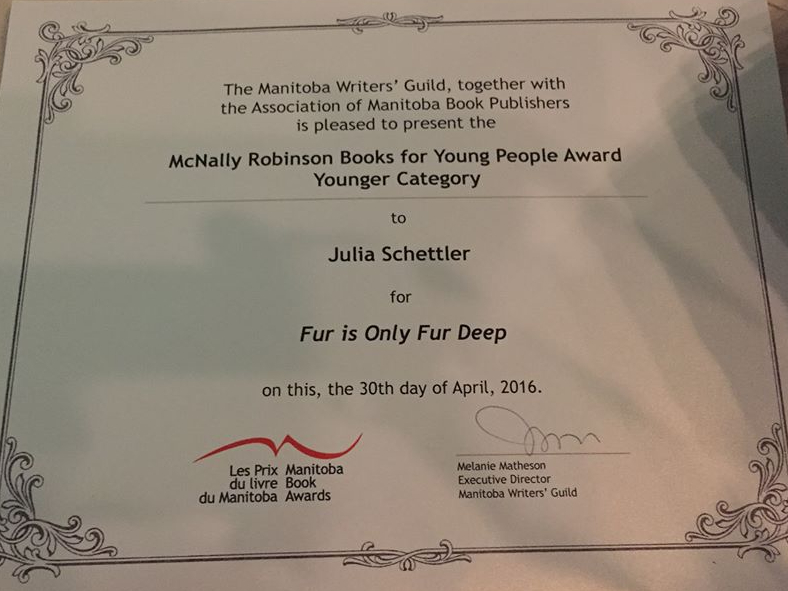 The Manitoba Writers' Guild, together with
the Association of Manitoba Book Publishers
is pleased to present the
McNally Robinson Books for Young People Award
Younger Category
to
Julia Schettler
for
Fur is Only Fur Deep
on this, the 30th day of April, 2016.
Les Prix Manitoba
du livre Book
du Manitoba Awards
Melanie Matheson
Executive Director
Manitoba Writers' Guild